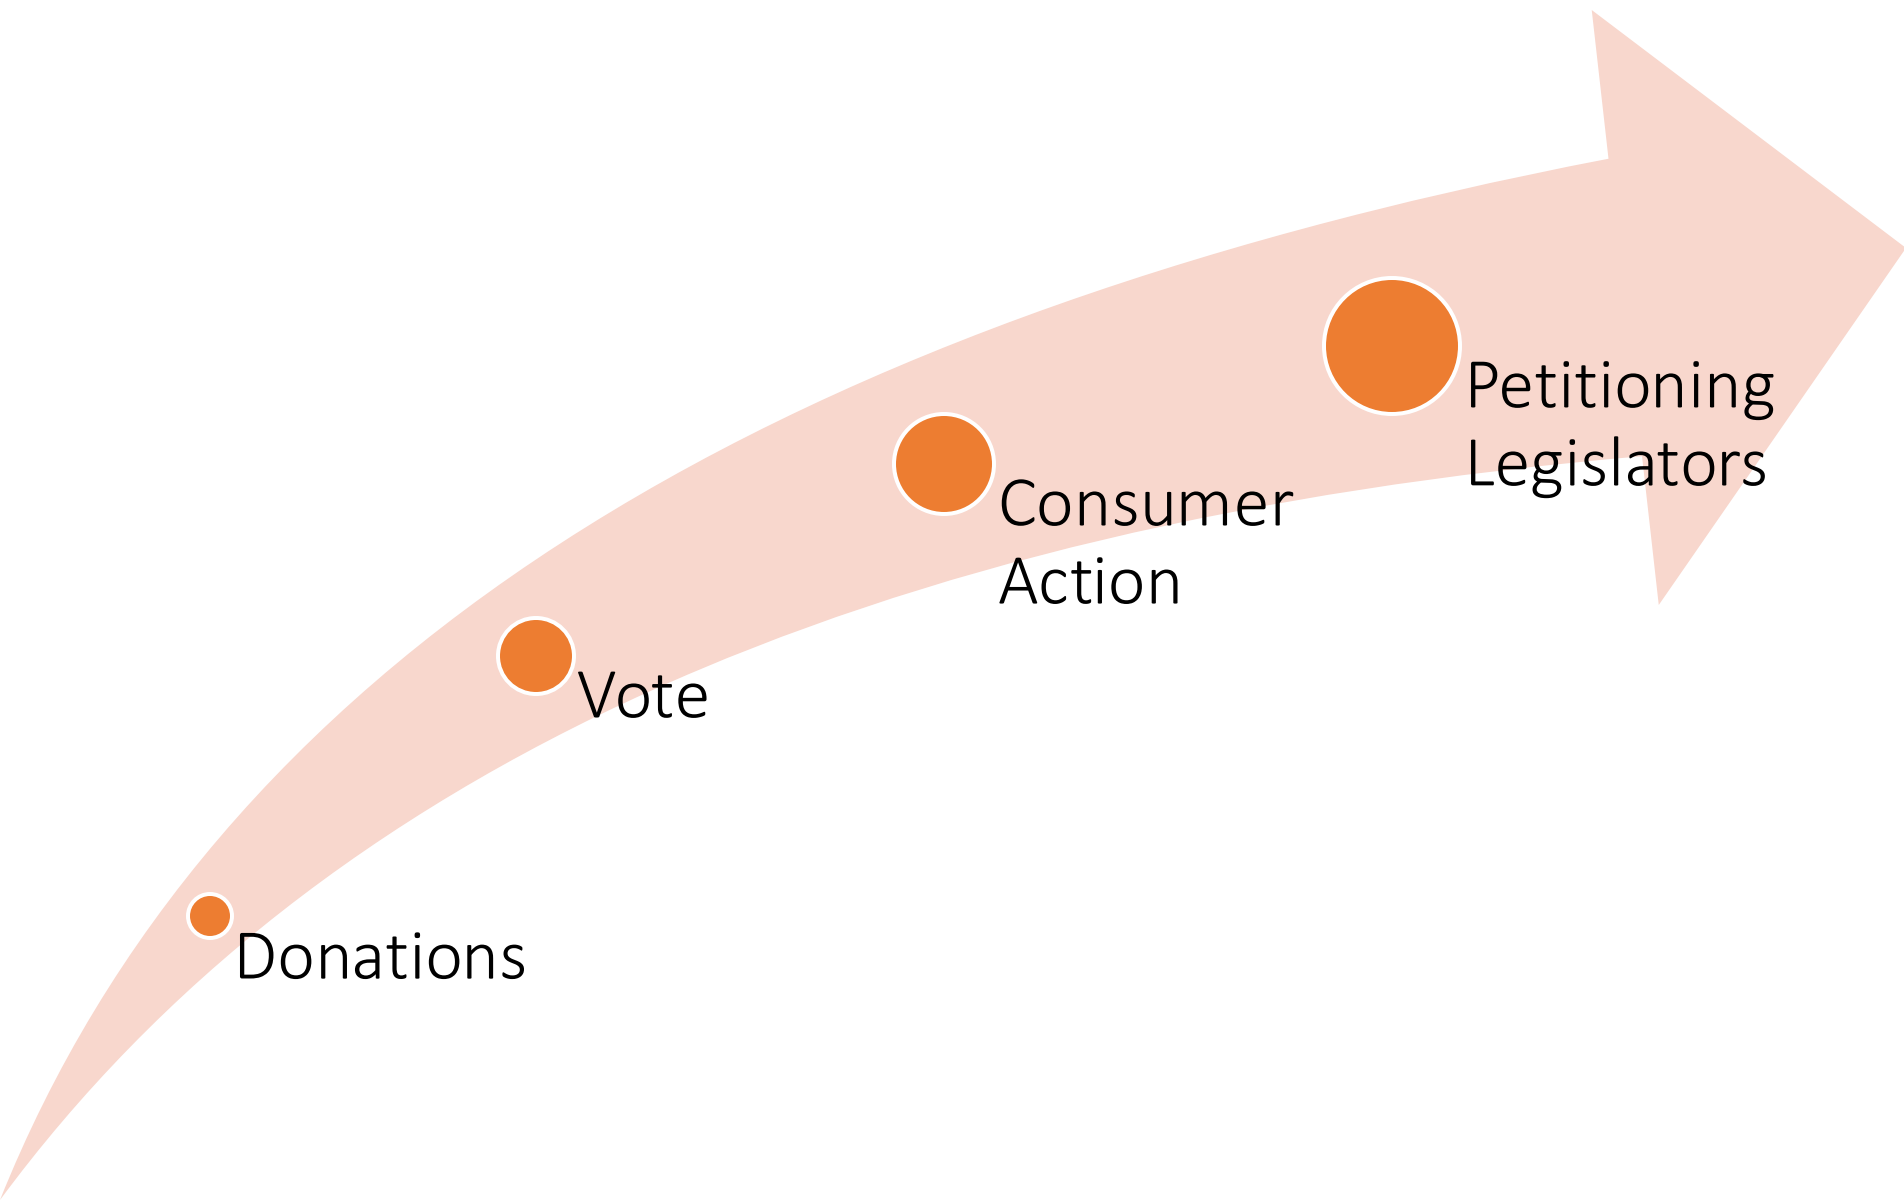 Petitioning
Legislators
Consumer
Action
Vote
Donations